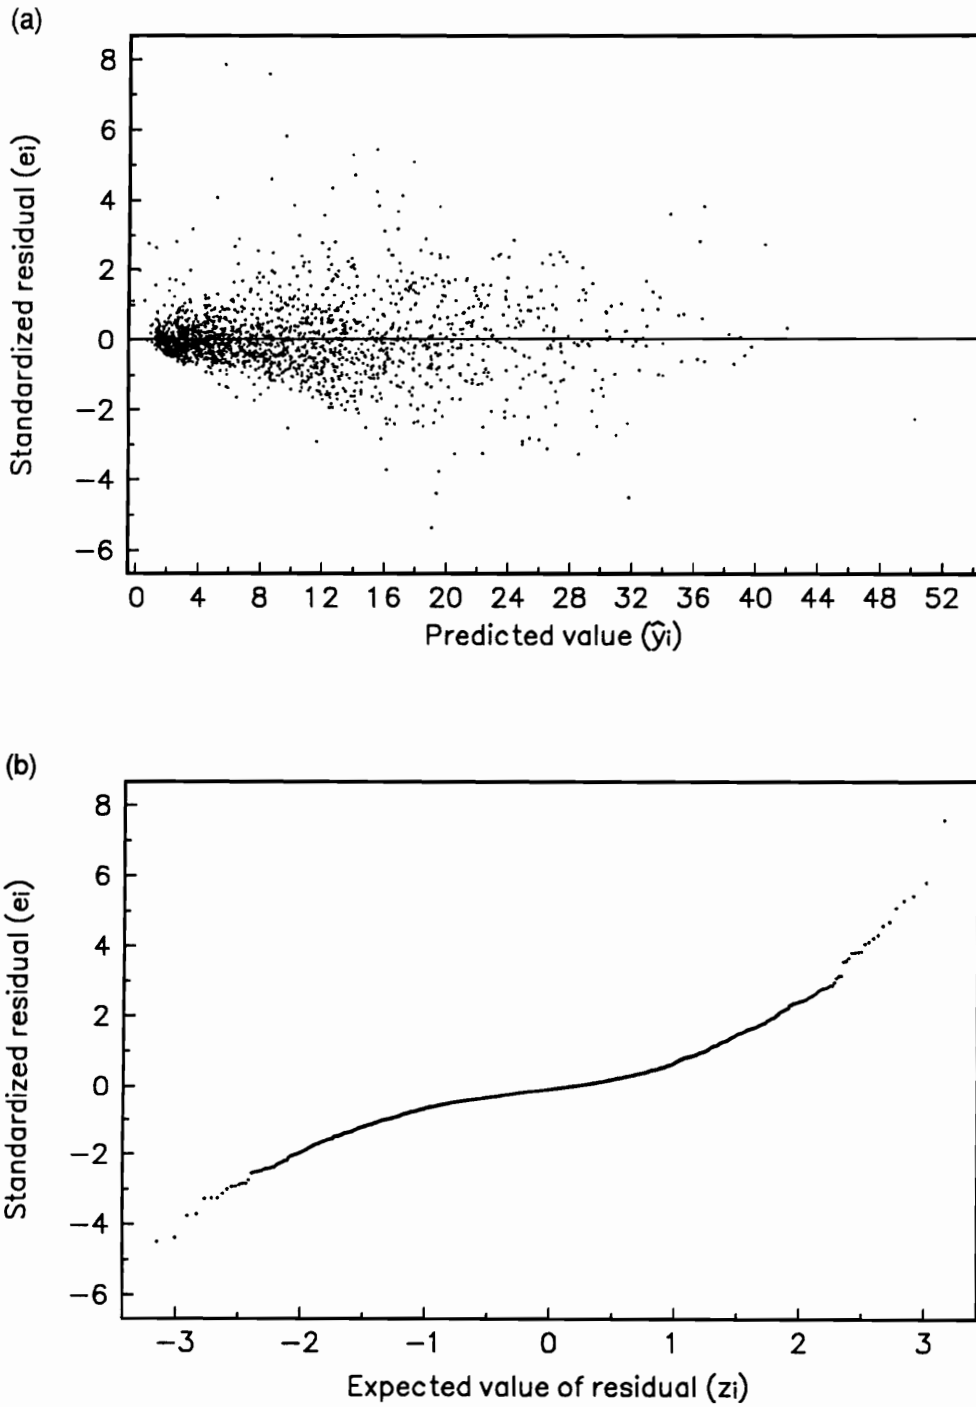 (a)
8
6
4
2
0
−2
−4
−6
Standardized residual (ei)
0 4 8 12 16 20 24 28 32 36 40 44 48 52
Predicted value (ŷi)
(b)
8
6
4
2
0
−2
−4
−6
Standardized residual (ei)
−3 −2 −1 0 1 2 3
Expected value of residual (zi)